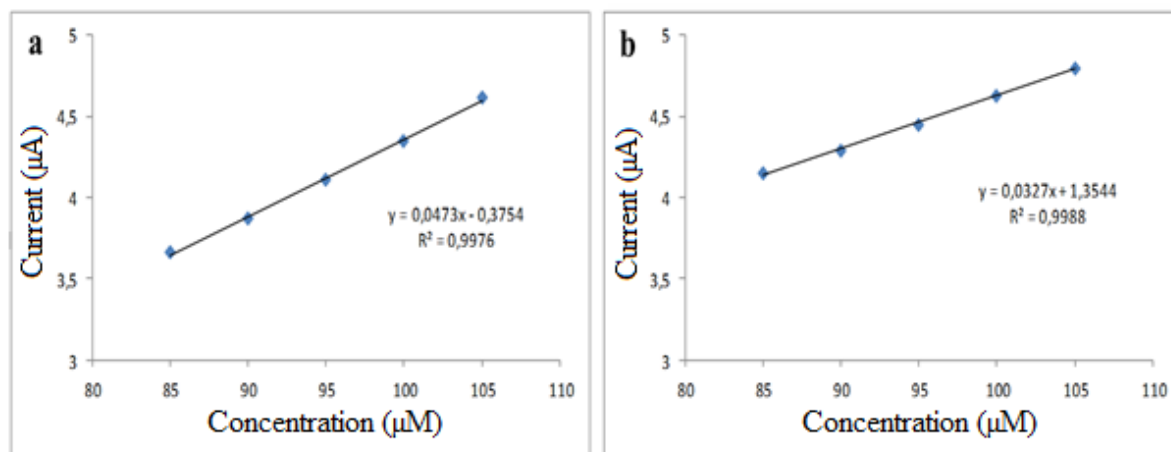 a
5
4,5
4
3,5
3
Current (μA)
y = 0,0473x - 0,3754
R² = 0,9976
80 85 90 95 100 105 110
Concentration (μM)
b
5
4,5
4
3,5
3
Current (μA)
y = 0,0327x + 1,3544
R² = 0,9988
80 85 90 95 100 105 110
Concentration (μM)